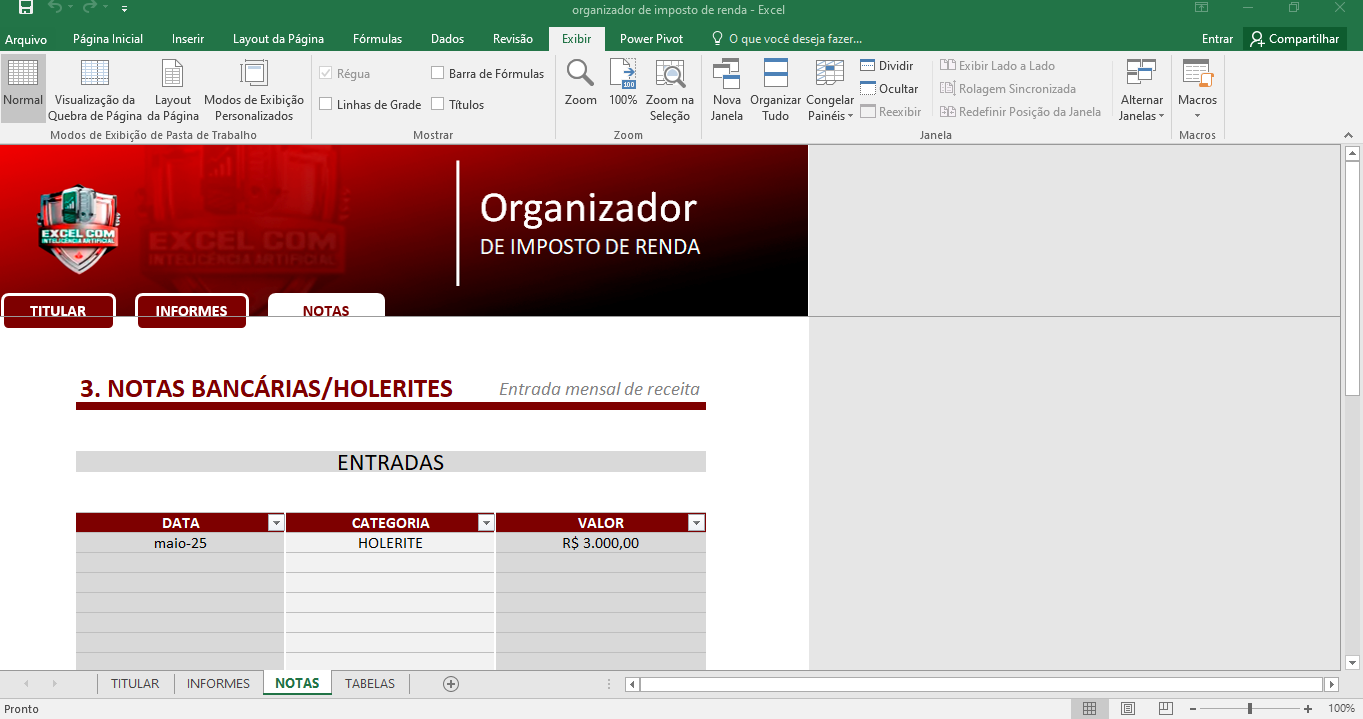 organizador de imposto de renda - Excel
Arquivo Página Inicial Inserir Layout da Página Fórmulas Dados Revisão Exibir Power Pivot O que você deseja fazer... Entrar Compartilhar
Normal
Visualização da Quebra de Página
Layout da Página
Modos de Exibição Personalizados
Modos de Exibição de Pasta de Trabalho
Régua
Barra de Fórmulas
Linhas de Grade
Títulos
Mostrar
Zoom
100
100%
Zoom na Seleção
Zoom
Nova Janela
Organizar Tudo
Congelar Painéis
Dividir
Ocultar
Reexibir
Exibir Lado a Lado
Rolagem Sincronizada
Redefinir Posição da Janela
Janela
Alternar Janelas
Macros
Macros
EXCEL COM
INTELIGÊNCIA ARTIFICIAL
EXCEL COM
INTELIGÊNCIA ARTIFICIAL
Organizador
DE IMPOSTO DE RENDA
TITULAR INFORMES NOTAS
3. NOTAS BANCÁRIAS/HOLERITES Entrada mensal de receita
ENTRADAS
DATA CATEGORIA VALOR
maio-25 HOLERITE R$ 3.000,00
TITULAR INFORMES NOTAS TABELAS
Pronto 100%